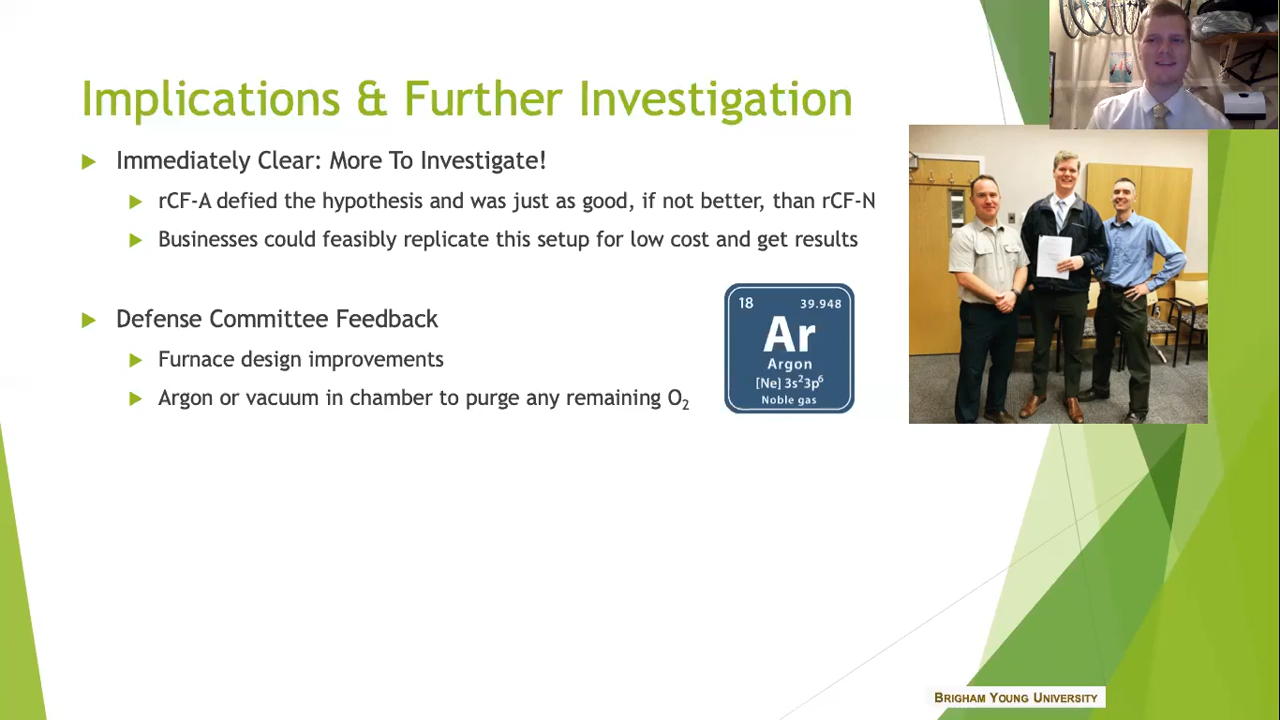 Implications & Further Investigation
Immediately Clear: More To Investigate!
rCF-A defied the hypothesis and was just as good, if not better, than rCF-N
Businesses could feasibly replicate this setup for low cost and get results
Defense Committee Feedback
Furnace design improvements
Argon or vacuum in chamber to purge any remaining O₂
18 39.948
Ar
Argon
[Ne] 3s²3p⁶
Noble gas
BRIGHAM YOUNG UNIVERSITY